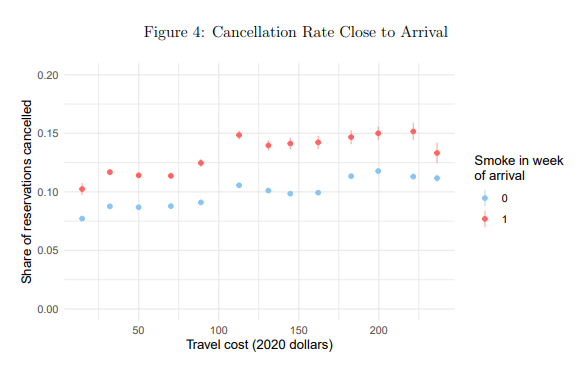 Figure 4: Cancellation Rate Close to Arrival
0.20
0.15
0.10
0.05
0.00
Share of reservations cancelled
50 100 150 200
Travel cost (2020 dollars)
Smoke in week
of arrival
0
1